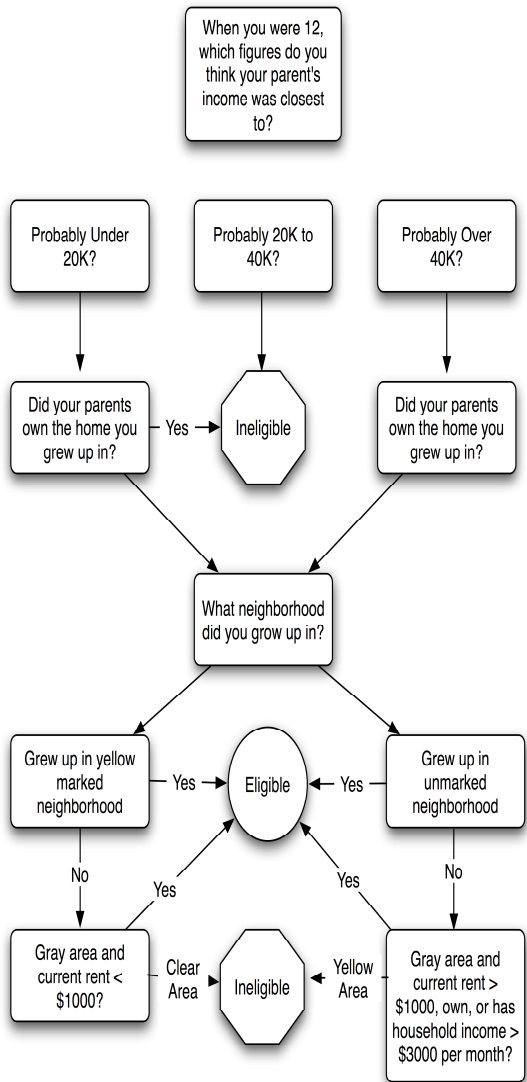 When you were 12,
which figures do you
think your parent's
income was closest
to?
Probably Under
20K?
Probably 20K to
40K?
Probably Over
40K?
Did your parents
own the home you
grew up in?
Yes
Ineligible
Did your parents
own the home you
grew up in?
What neighborhood
did you grow up in?
Grew up in yellow
marked
neighborhood
Yes
Eligible
Yes
Grew up in
unmarked
neighborhood
No
Yes
Yes
No
Gray area and
current rent <
$1000?
Clear
Area
Ineligible
Yellow
Area
Gray area and
current rent >
$1000, own, or has
household income >
$3000 per month?